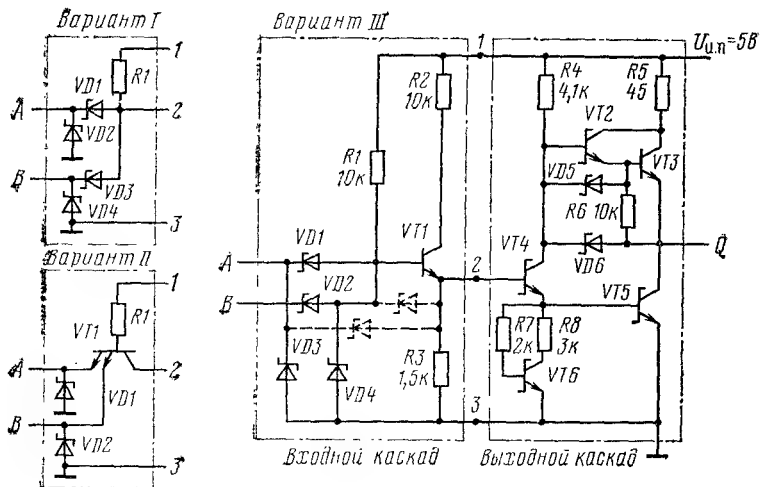 Вариант I
1
R1
VD1
A
2
VD2
B
VD3
VD4
3
Вариант II
1
R1
VT1
A
2
VD1
B
VD2
3
Вариант III
1
Uи.п=5В
R2
10к
R1
10к
VT1
A
VD1
2
B
VD2
VD3
VD4
R3
1,5к
3
Входной каскад
R4
4,1к
R5
45
VT2
VD5
VT3
R6 10к
Q
VT4
VD6
VT5
R7
2к
R8
3к
VT6
Выходной каскад